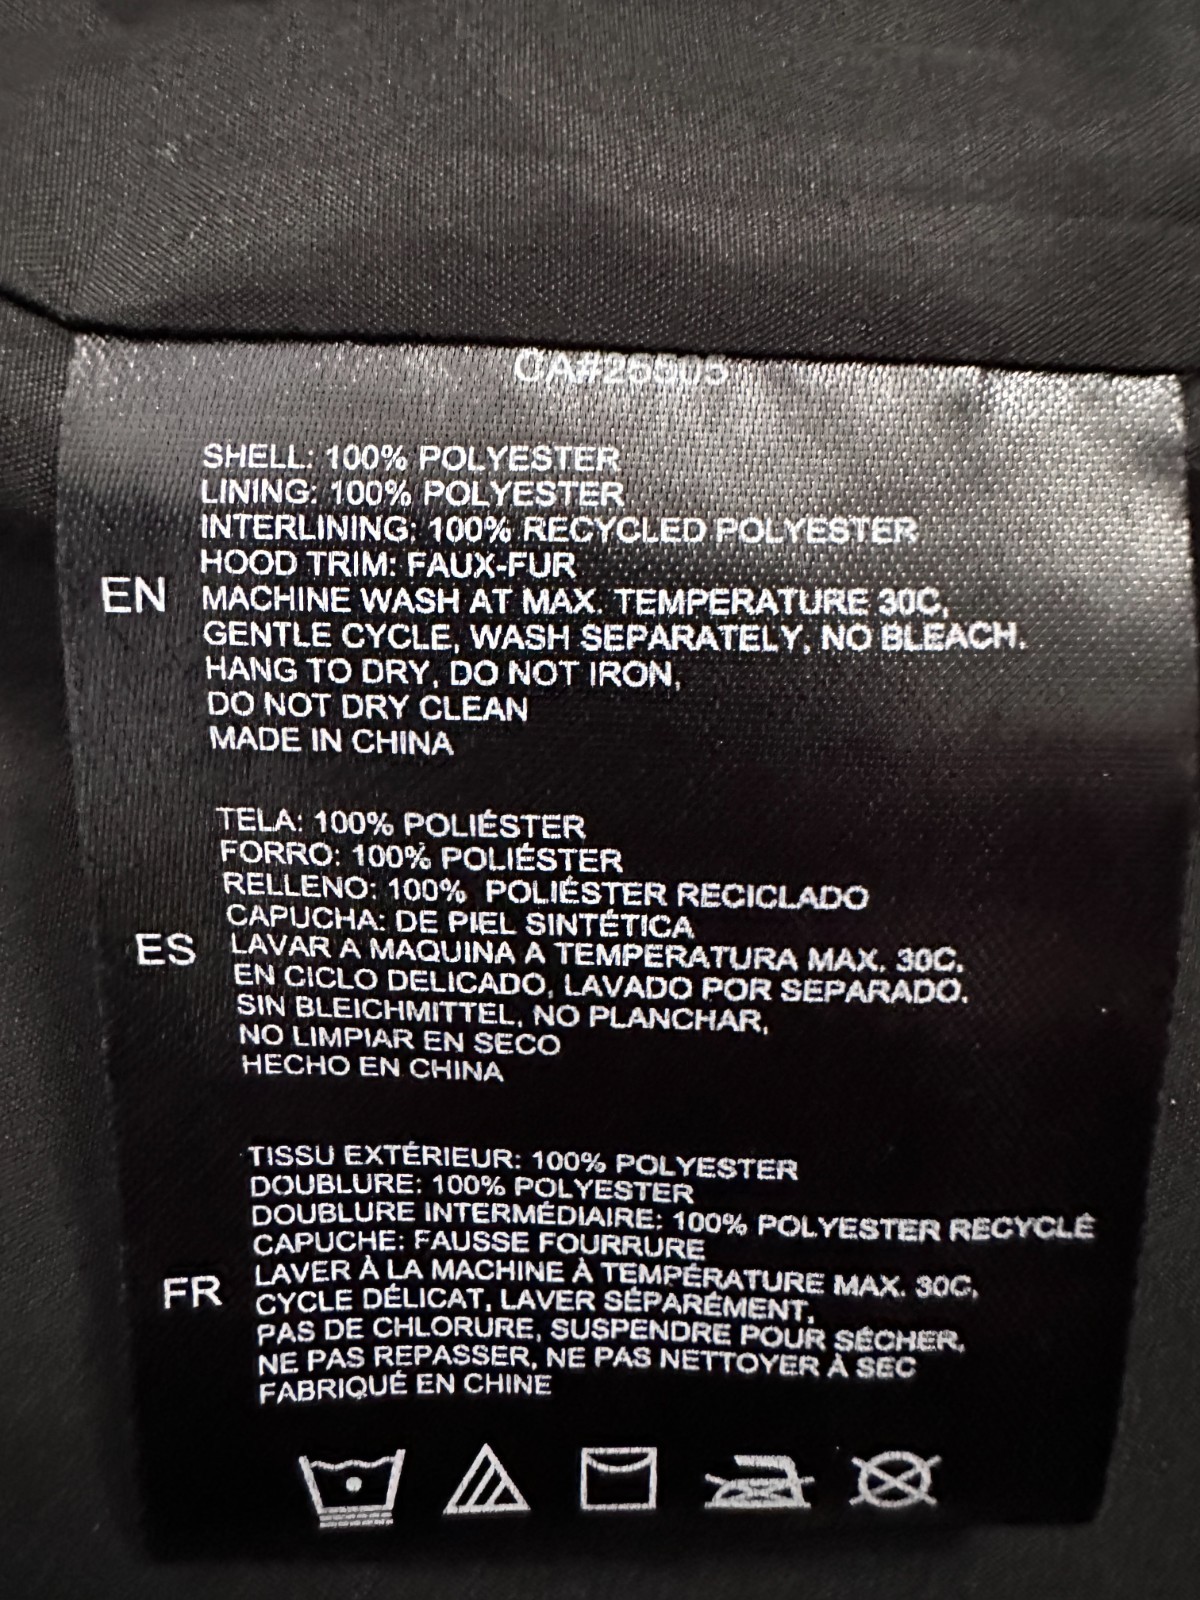 CA#25505
SHELL: 100% POLYESTER
LINING: 100% POLYESTER
INTERLINING: 100% RECYCLED POLYESTER
HOOD TRIM: FAUX-FUR
EN
MACHINE WASH AT MAX. TEMPERATURE 30C,
GENTLE CYCLE, WASH SEPARATELY, NO BLEACH.
HANG TO DRY, DO NOT IRON,
DO NOT DRY CLEAN
MADE IN CHINA
TELA: 100% POLIÉSTER
FORRO: 100% POLIÉSTER
RELLENO: 100% POLIÉSTER RECICLADO
CAPUCHA: DE PIEL SINTÉTICA
ES
LAVAR A MAQUINA A TEMPERATURA MAX. 30C,
EN CICLO DELICADO, LAVADO POR SEPARADO.
SIN BLEICHMITTEL, NO PLANCHAR,
NO LIMPIAR EN SECO
HECHO EN CHINA
TISSU EXTÉRIEUR: 100% POLYESTER
DOUBLURE: 100% POLYESTER
DOUBLURE INTERMÉDIAIRE: 100% POLYESTER RECYCLÉ
CAPUCHE: FAUSSE FOURRURE
FR
LAVER À LA MACHINE À TEMPÉRATURE MAX. 30C,
CYCLE DÉLICAT, LAVER SÉPARÉMENT,
PAS DE CHLORURE, SUSPENDRE POUR SÉCHER,
NE PAS REPASSER, NE PAS NETTOYER À SEC
FABRIQUÉ EN CHINE